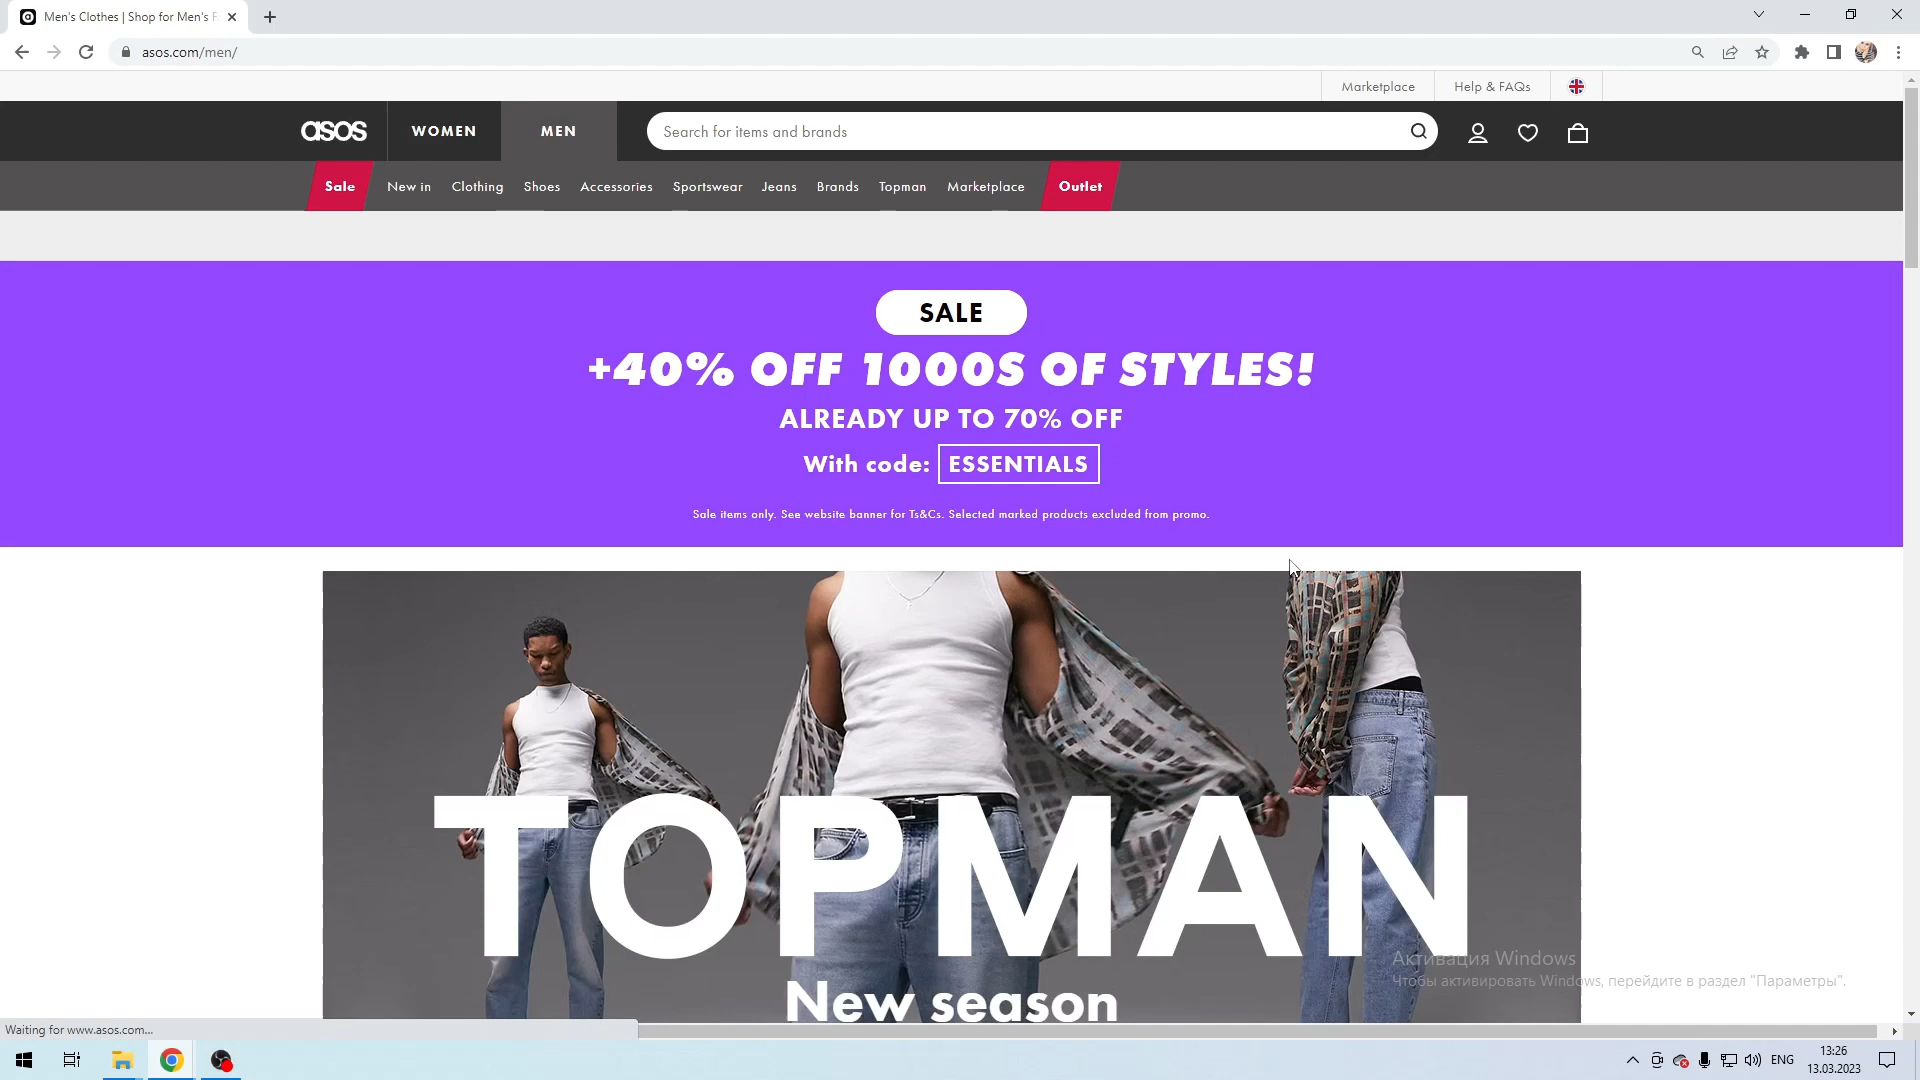 Men's Clothes | Shop for Men's F
asos.com/men/
Marketplace
Help & FAQs
asos
WOMEN
MEN
Search for items and brands
Sale
New in
Clothing
Shoes
Accessories
Sportswear
Jeans
Brands
Topman
Marketplace
Outlet
SALE
+40% OFF 1000S OF STYLES!
ALREADY UP TO 70% OFF
With code: ESSENTIALS
Sale items only. See website banner for Ts&Cs. Selected marked products excluded from promo.
TOPMAN
New season
Активация Windows
Чтобы активировать Windows, перейдите в раздел "Параметры".
Waiting for www.asos.com...
ENG
13:26
13.03.2023